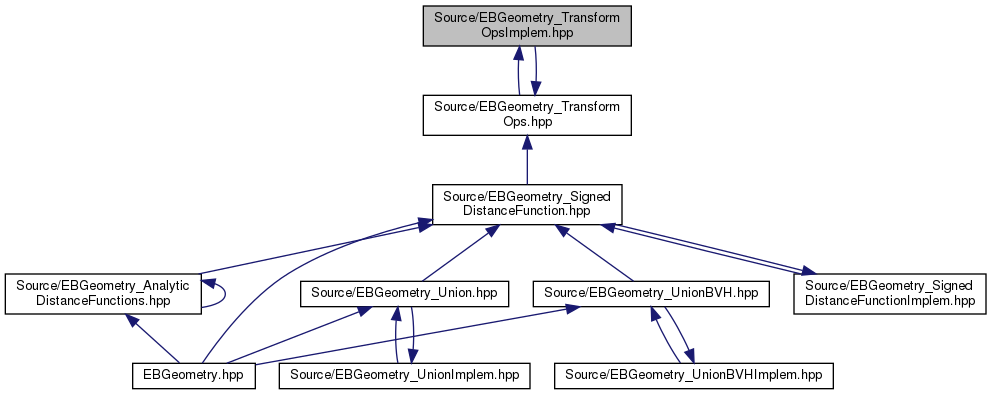 Source/EBGeometry_Transform
OpsImplem.hpp
Source/EBGeometry_Transform
Ops.hpp
Source/EBGeometry_Signed
DistanceFunction.hpp
Source/EBGeometry_Analytic
DistanceFunctions.hpp
Source/EBGeometry_Union.hpp
Source/EBGeometry_UnionBVH.hpp
Source/EBGeometry_Signed
DistanceFunctionImplem.hpp
EBGeometry.hpp
Source/EBGeometry_UnionImplem.hpp
Source/EBGeometry_UnionBVHImplem.hpp